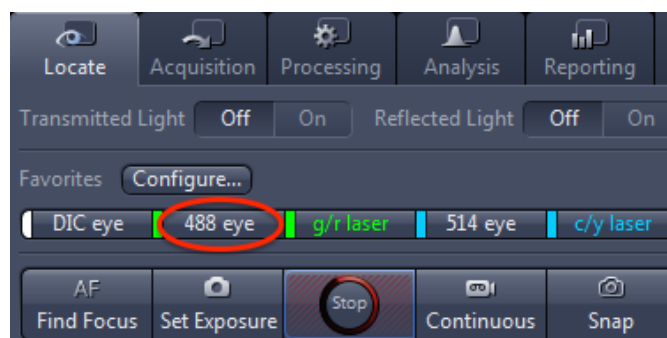 Locate Acquisition Processing Analysis Reporting
Transmitted Light Off On Reflected Light Off On
Favorites Configure...
DIC eye 488 eye g/r laser 514 eye c/y laser
AF Stop
Find Focus Set Exposure Continuous Snap